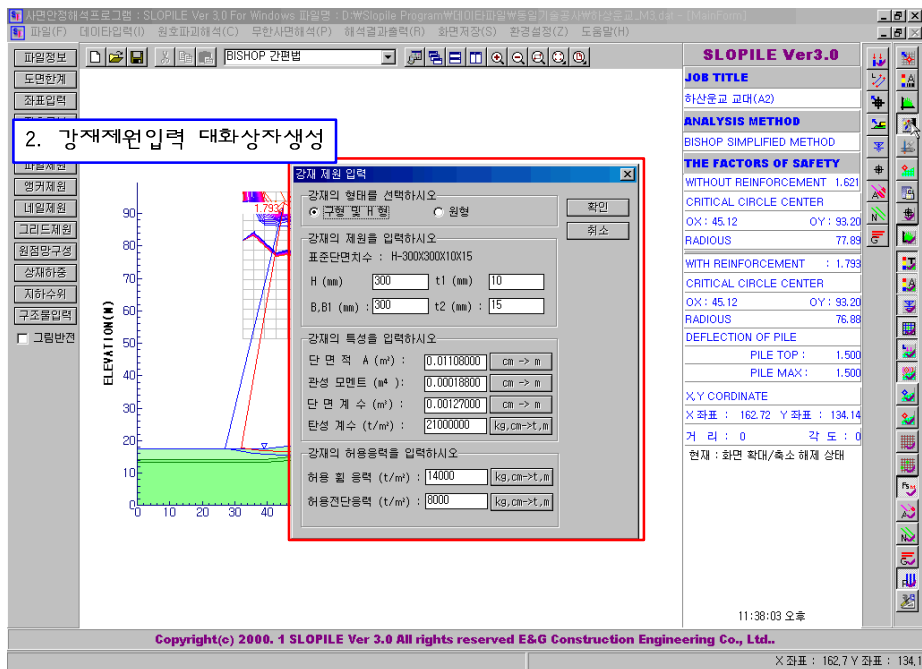 사면안정해석프로그램 : SLOPILE Ver 3.0 For Windows 파일명 : D:₩Slopile Program₩데이타파일₩동일기술공사₩하산운교_M3.dat - [MainForm]
파일(F) 데이타입력(I) 원호파괴해석(C) 무한사면해석(P) 해석결과출력(R) 화면저장(S) 환경설정(Z) 도움말(H)
파일정보
BISHOP 간편법
도면한계
좌표입력
2. 강재제원입력 대화상자생성
파일제원
앵커제원
네일제원
그리드제원
원점망구성
상재하중
지하수위
구조물입력
그림반전
ELEVATION(M)
90
80
70
60
50
40
30
20
10
0
0 10 20 30 40
1.793
강재 제원 입력
강재의 형태를 선택하시오
구형 및 H 형
원형
확인
취소
강재의 제원을 입력하시오
표준단면치수 : H-300X300X10X15
H (mm) 300 t1 (mm) 10
B,B1 (mm) : 300 t2 (mm) : 15
강재의 특성을 입력하시오
단 면 적 A (m²) : 0.01108000 cm -> m
관성 모멘트 (m⁴ ): 0.00018800 cm -> m
단 면 계 수 (m³) : 0.00127000 cm -> m
탄성 계수 (t/m²) : 21000000 kg,cm->t,m
강재의 허용응력을 입력하시오
허용 휨 응력 (t/m²) : 14000 kg,cm->t,m
허용전단응력 (t/m²) : 8000 kg,cm->t,m
SLOPILE Ver3.0
JOB TITLE
하산운교 교대(A2)
ANALYSIS METHOD
BISHOP SIMPLIFIED METHOD
THE FACTORS OF SAFETY
WITHOUT REINFORCEMENT 1.621
CRITICAL CIRCLE CENTER
OX : 45.12 OY : 93.20
RADIOUS 77.89
WITH REINFORCEMENT : 1.793
CRITICAL CIRCLE CENTER
OX : 45.12 OY : 93.20
RADIOUS 76.88
DEFLECTION OF PILE
PILE TOP : 1.500
PILE MAX : 1.500
X,Y CORDINATE
X 좌표 : 162.72 Y 좌표 : 134.14
거 리 : 0 각 도 : 0
현재 : 화면 확대/축소 해제 상태
11:38:03 오후
Copyright(c) 2000. 1 SLOPILE Ver 3.0 All rights reserved E&G Construction Engineering Co., Ltd..
X 좌표 : 162,7 Y 좌표 : 134,1